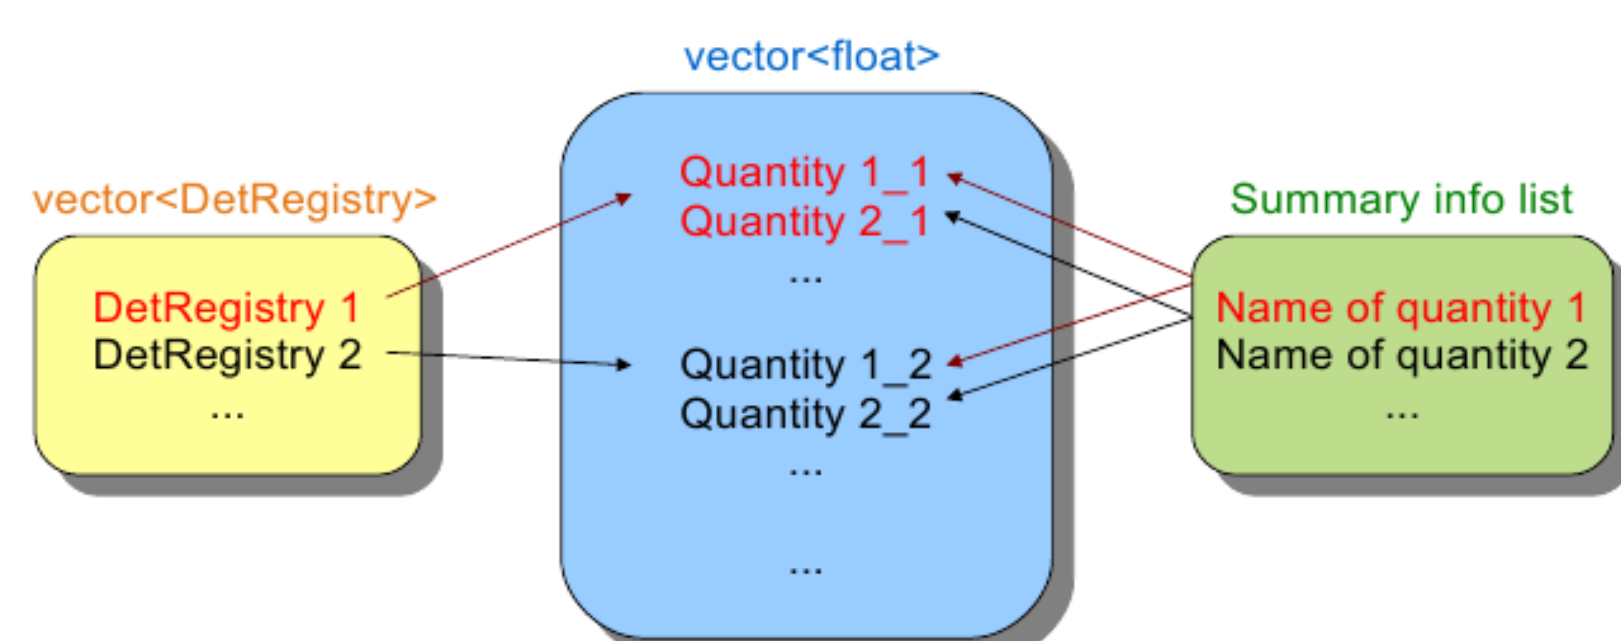 vector<float>
vector<DetRegistry>
DetRegistry 1
DetRegistry 2
...
Quantity 1_1
Quantity 2_1
...
Quantity 1_2
Quantity 2_2
...
...
Summary info list
Name of quantity 1
Name of quantity 2
...